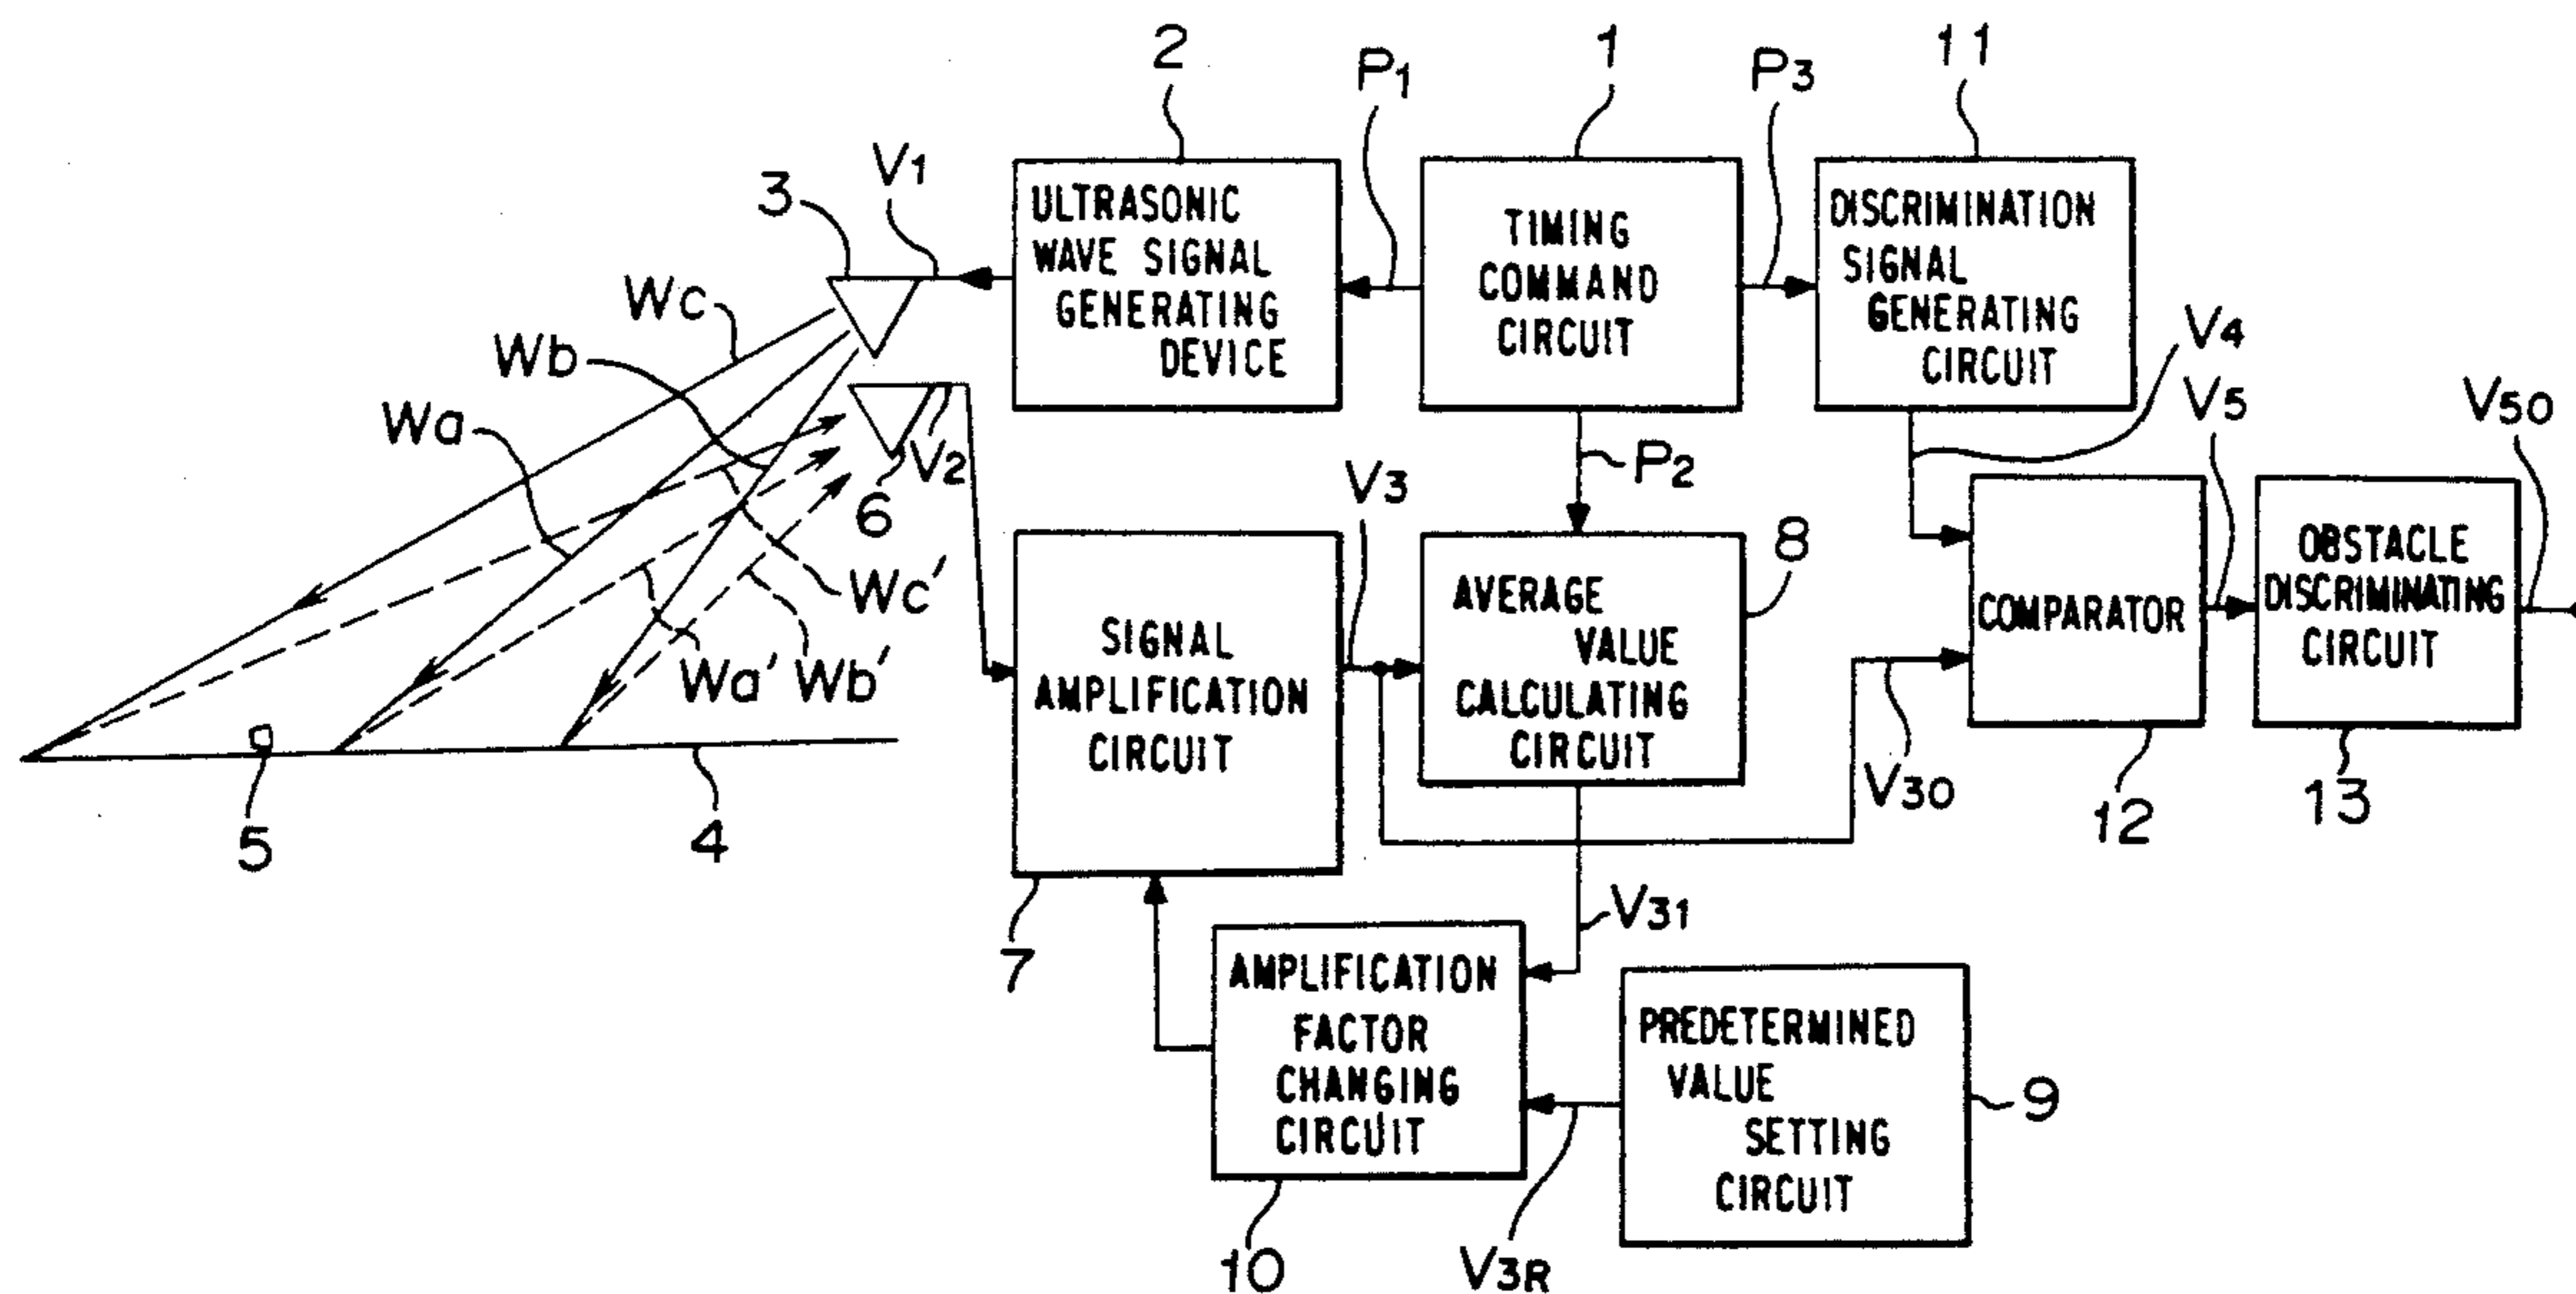 2
1
11
P1
P3
V1
3
ULTRASONIC
WAVE SIGNAL
GENERATING
DEVICE
TIMING
COMMAND
CIRCUIT
DISCRIMINATION
SIGNAL
GENERATING
CIRCUIT
Wc
Wb
Wa
V4
V5
V50
V2
6
P2
V3
8
Wc'
Wa'
Wb'
SIGNAL
AMPLIFICATION
CIRCUIT
AVERAGE
VALUE
CALCULATING
CIRCUIT
COMPARATOR
OBSTACLE
DISCRIMINATING
CIRCUIT
V30
12
13
5
4
7
V31
AMPLIFICATION
FACTOR
CHANGING
CIRCUIT
PREDETERMINED
VALUE
SETTING
CIRCUIT
9
10
V3R